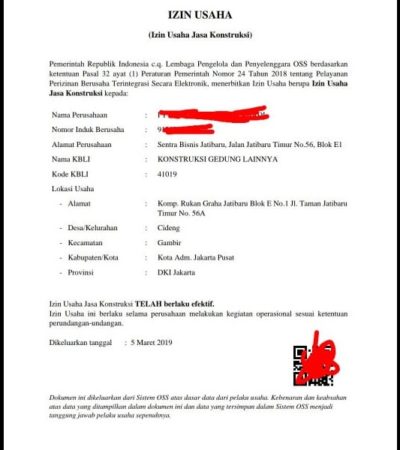 IZIN USAHA
(Izin Usaha Jasa Konstruksi)
Pemerintah Republik Indonesia c.q. Lembaga Pengelola dan Penyelenggara OSS berdasarkan
ketentuan Pasal 32 ayat (1) Peraturan Pemerintah Nomor 24 Tahun 2018 tentang Pelayanan
Perizinan Berusaha Terintegrasi Secara Elektronik, menerbitkan Izin Usaha berupa Izin Usaha
Jasa Konstruksi kepada:
Nama Perusahaan :
Nomor Induk Berusaha :
Alamat Perusahaan : Sentra Bisnis Jatibaru, Jalan Jatibaru Timur No.56, Blok E1
Nama KBLI : KONSTRUKSI GEDUNG LAINNYA
Kode KBLI : 41019
Lokasi Usaha
- Alamat : Komp. Rukan Graha Jatibaru Blok E No.1 Jl. Taman Jatibaru
Timur No. 56A
- Desa/Kelurahan : Cideng
- Kecamatan : Gambir
- Kabupaten/Kota : Kota Adm. Jakarta Pusat
- Provinsi : DKI Jakarta
Izin Usaha Jasa Konstruksi TELAH berlaku efektif.
Izin Usaha ini berlaku selama perusahaan melakukan kegiatan operasional sesuai ketentuan
perundangan-undangan.
Dikeluarkan tanggal : 5 Maret 2019
Dokumen ini dikeluarkan dari Sistem OSS atas dasar data dari pelaku usaha. Kebenaran dan keabsahan
atas data yang ditampilkan dalam dokumen ini dan data yang tersimpan dalam Sistem OSS menjadi
tanggung jawab pelaku usaha sepenuhnya.